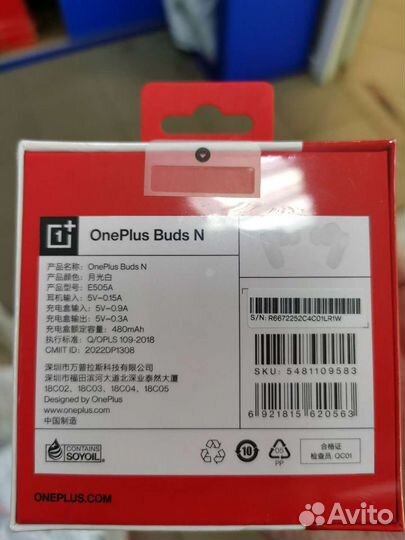 1+ OnePlus Buds N
产品名称: OnePlus Buds N
产品颜色: 月光白
产品型号: E505A
耳机输入: 5V⎓0.15A
充电盒输入: 5V⎓0.9A
充电盒输出: 5V⎓0.3A
充电盒额定容量: 480mAh
执行标准: Q/OPLS 109-2018
CMIIT ID: 2022DP1308
深圳市万普拉斯科技有限公司
深圳市福田滨河大道北深业泰然大厦
18C02、18C03、18C04、18C05
Designed by OnePlus
www.oneplus.com
中国制造
S/N: R6672252C4C01LR1W
SKU: 5481109583
6 921815 620563
CONTAINS
SOYOIL
10
05
PP
合格证
检查员: QC01
ONEPLUS.COM
Avito